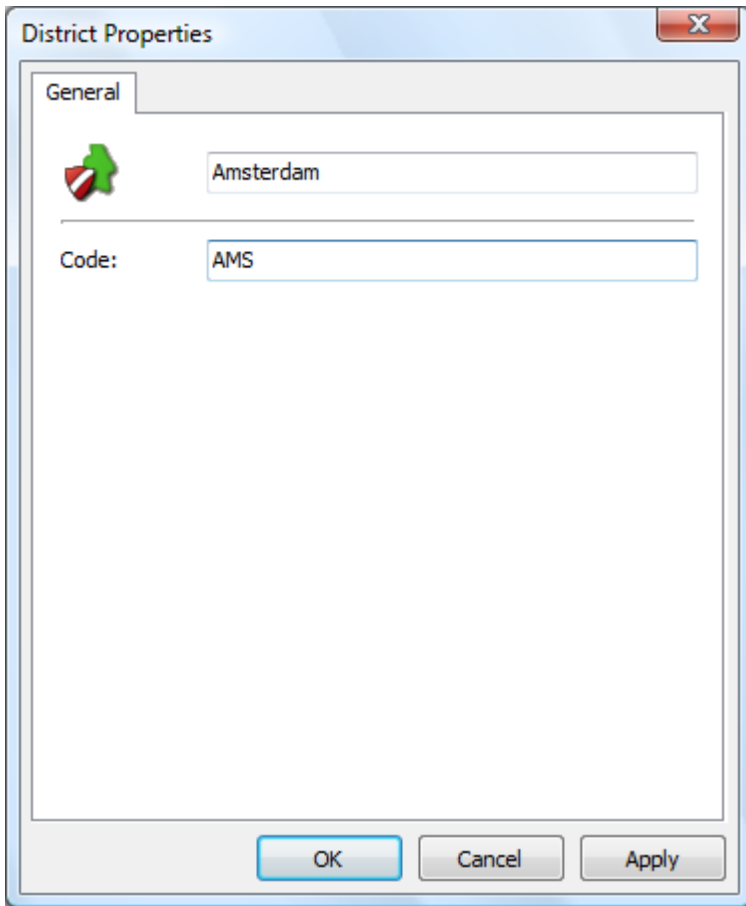 District Properties
General
Amsterdam
Code: AMS
OK Cancel Apply